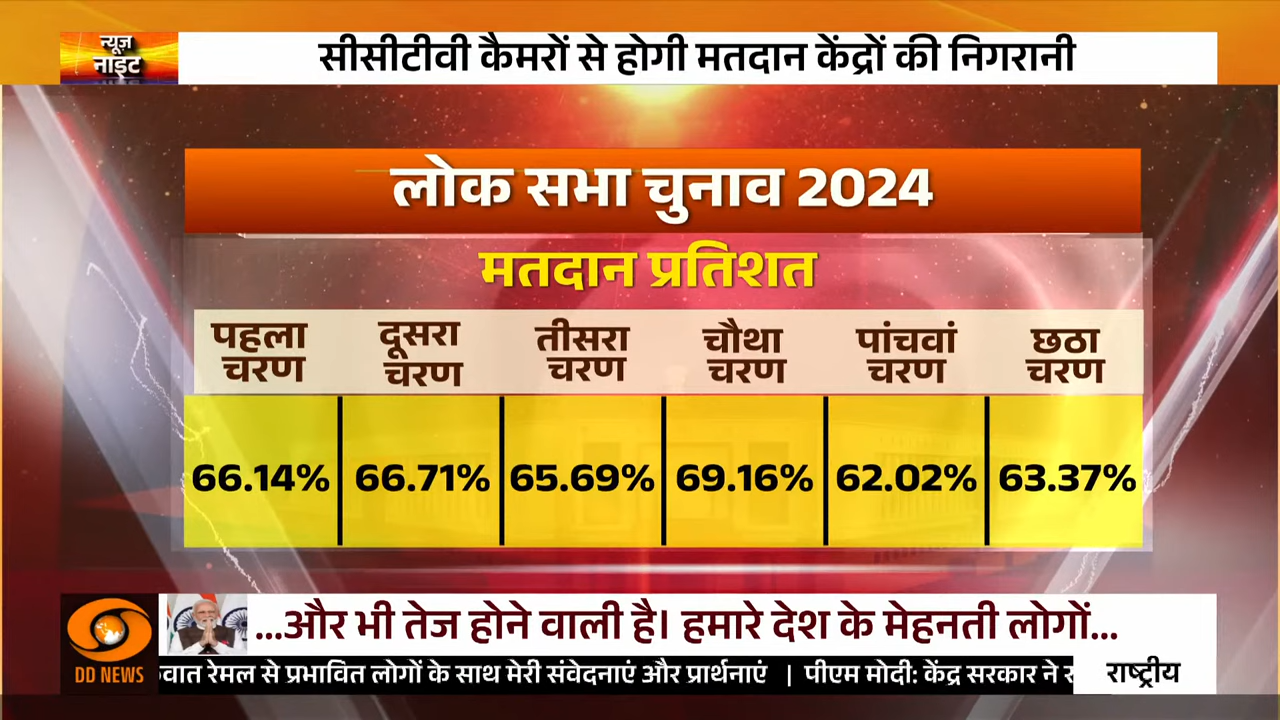 न्यूज़
नाइट
सीसीटीवी कैमरों से होगी मतदान केंद्रों की निगरानी
लोक सभा चुनाव 2024
मतदान प्रतिशत
पहला चरण
दूसरा चरण
तीसरा चरण
चौथा चरण
पांचवां चरण
छठा चरण
66.14% 66.71% 65.69% 69.16% 62.02% 63.37%
...और भी तेज होने वाली है। हमारे देश के मेहनती लोगों...
DD NEWS
रेमल से प्रभावित लोगों के साथ मेरी संवेदनाएं और प्रार्थनाएं | पीएम मोदी: केंद्र सरकार ने
राष्ट्रीय